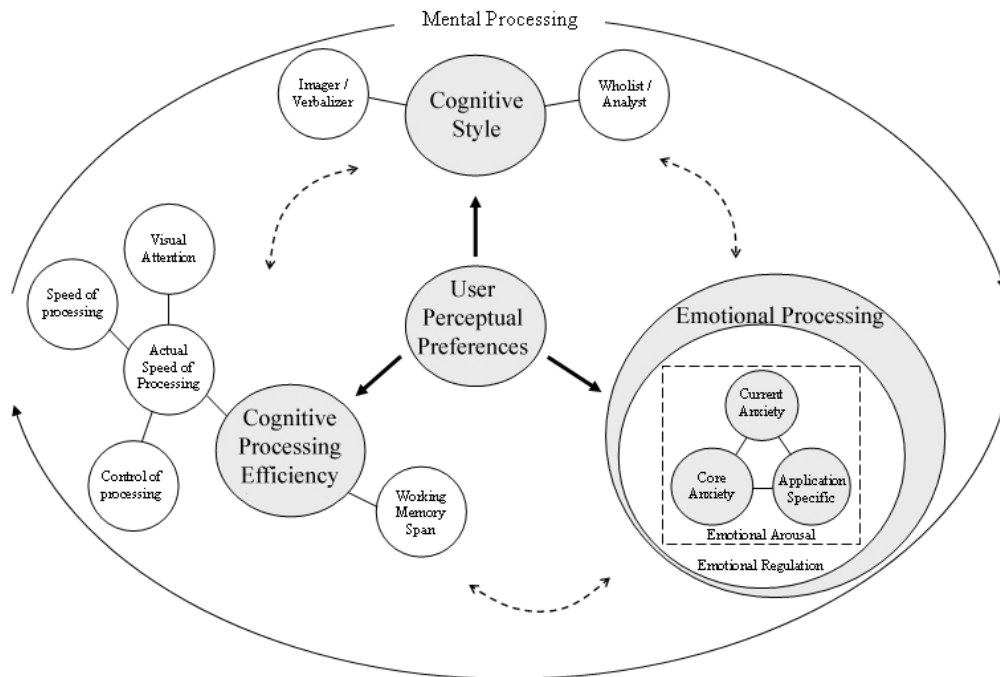 Mental Processing
Imager /
Verbalizer
Cognitive
Style
Wholist /
Analyst
Visual
Attention
Speed of
processing
Actual
Speed of
Processing
Control of
processing
Cognitive
Processing
Efficiency
Working
Memory
Span
User
Perceptual
Preferences
Emotional Processing
Current
Anxiety
Core
Anxiety
Application
Specific
Emotional Arousal
Emotional Regulation